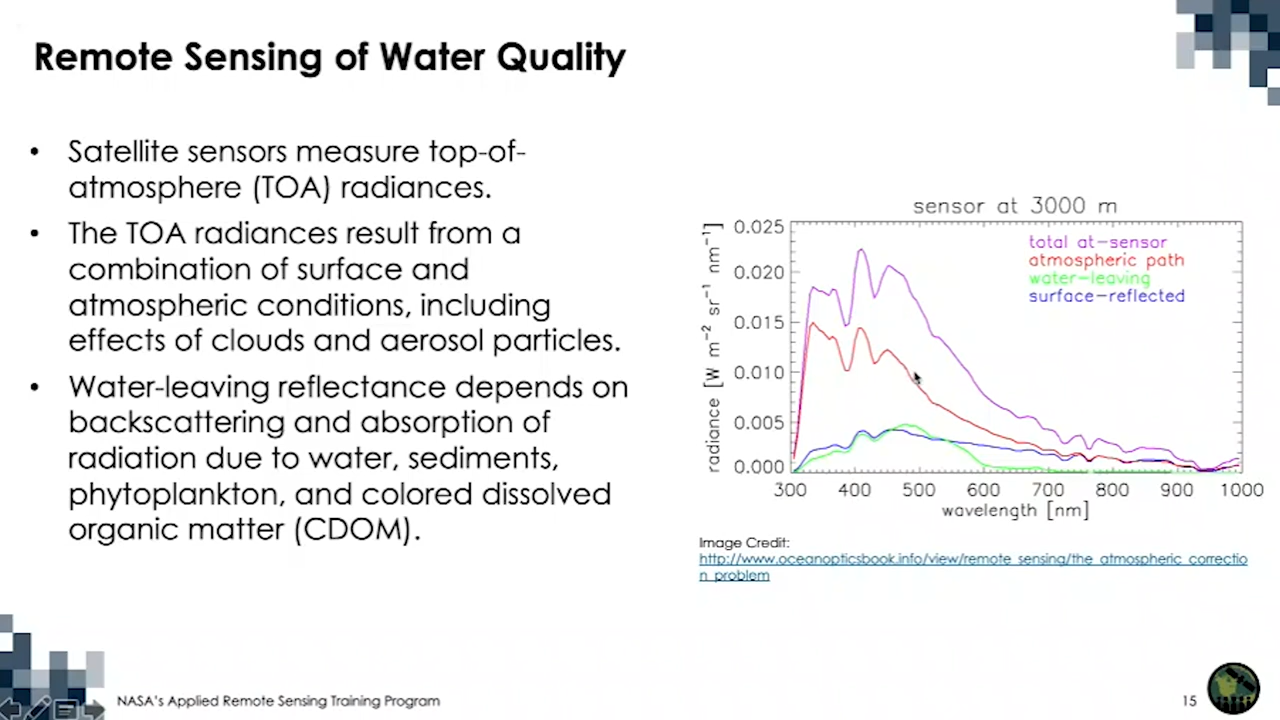 Remote Sensing of Water Quality
• Satellite sensors measure top-of-
atmosphere (TOA) radiances.
• The TOA radiances result from a
combination of surface and
atmospheric conditions, including
effects of clouds and aerosol particles.
• Water-leaving reflectance depends on
backscattering and absorption of
radiation due to water, sediments,
phytoplankton, and colored dissolved
organic matter (CDOM).
sensor at 3000 m
radiance [W m⁻² sr⁻¹ nm⁻¹]
0.025
0.020
0.015
0.010
0.005
0.000
total at-sensor
atmospheric path
water-leaving
surface-reflected
300 400 500 600 700 800 900 1000
wavelength [nm]
Image Credit:
http://www.oceanopticsbook.info/view/remote_sensing/the_atmospheric_correctio
n_problem
NASA's Applied Remote Sensing Training Program
15